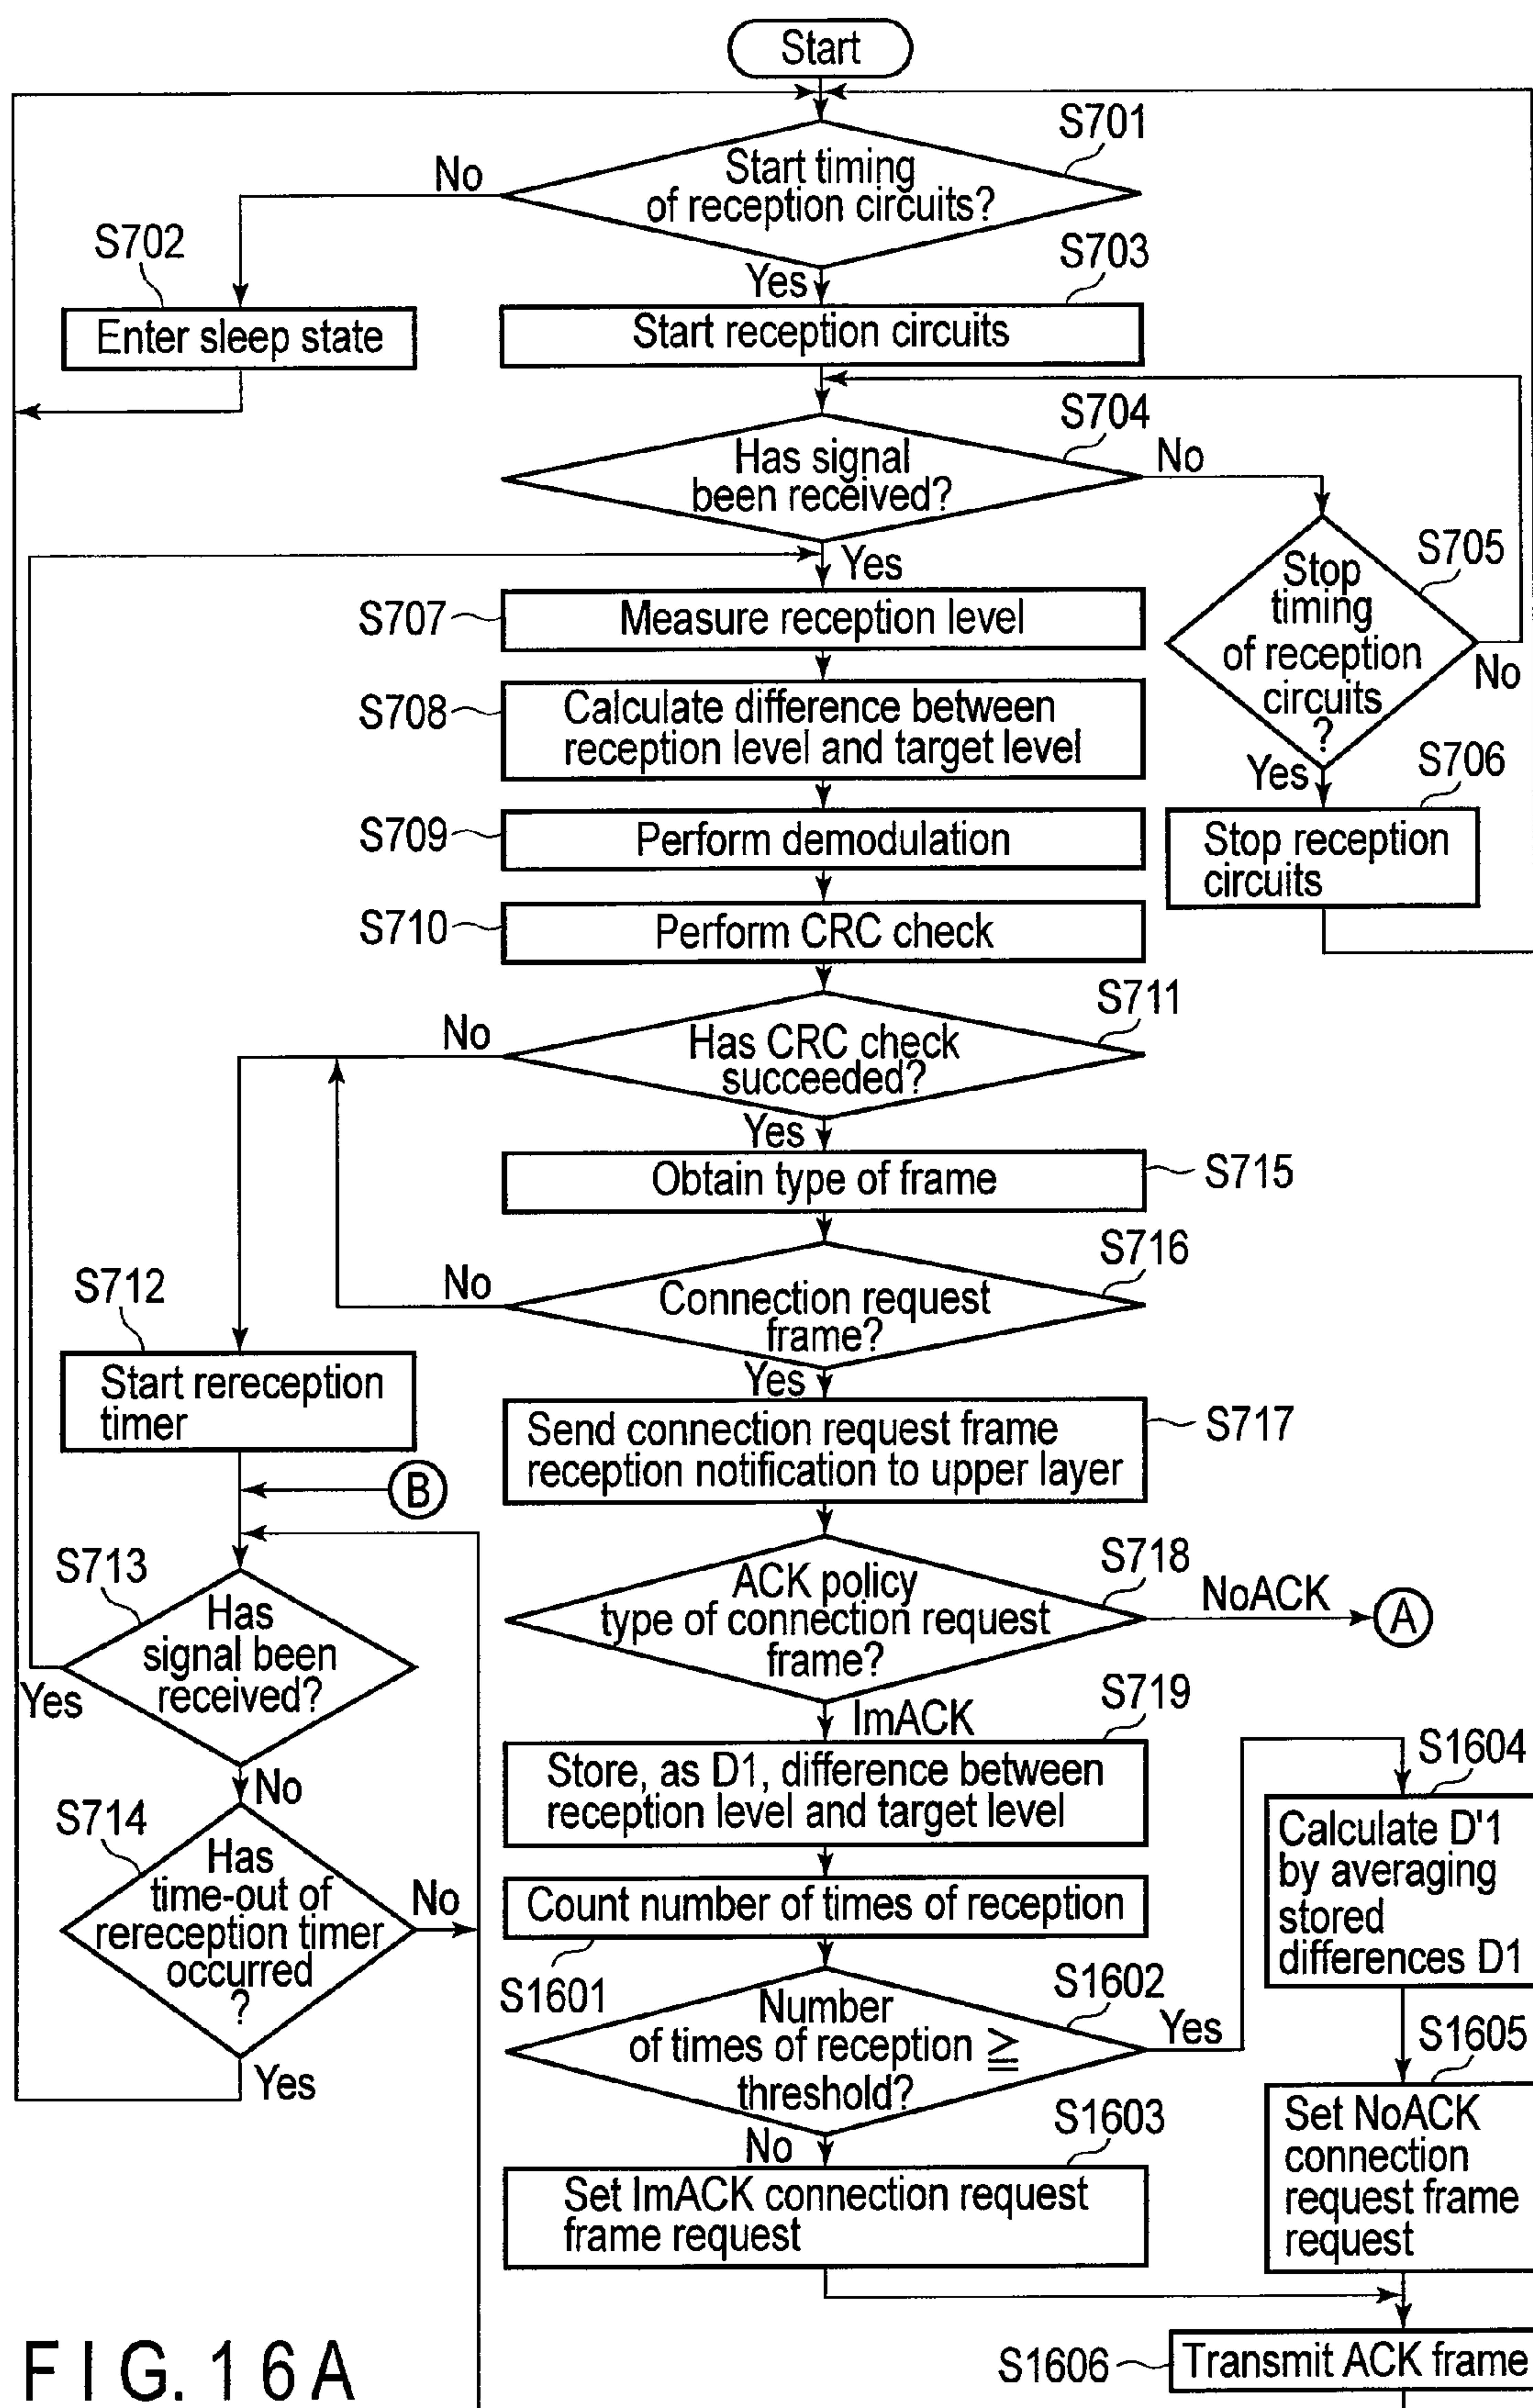 Start
S701
Start timing
of reception circuits?
No
Yes
S702
Enter sleep state
S703
Start reception circuits
S704
Has signal
been received?
No
Yes
S705
Stop
timing
of reception
circuits
?
No
Yes
S706
Stop reception
circuits
S707
Measure reception level
S708
Calculate difference between
reception level and target level
S709
Perform demodulation
S710
Perform CRC check
S711
Has CRC check
succeeded?
No
Yes
S715
Obtain type of frame
S716
Connection request
frame?
No
Yes
S712
Start rereception
timer
B
S717
Send connection request frame
reception notification to upper layer
S713
Has
signal been
received?
Yes
No
S718
ACK policy
type of connection request
frame?
NoACK
A
ImACK
S719
Store, as D1, difference between
reception level and target level
S714
Has
time-out of
rereception timer
occurred
?
No
Yes
Count number of times of reception
S1601
S1602
Number
of times of reception ≧
threshold?
Yes
No
S1604
Calculate D'1
by averaging
stored
differences D1
S1605
Set NoACK
connection
request frame
request
S1603
Set ImACK connection request
frame request
S1606
Transmit ACK frame
FIG. 16A